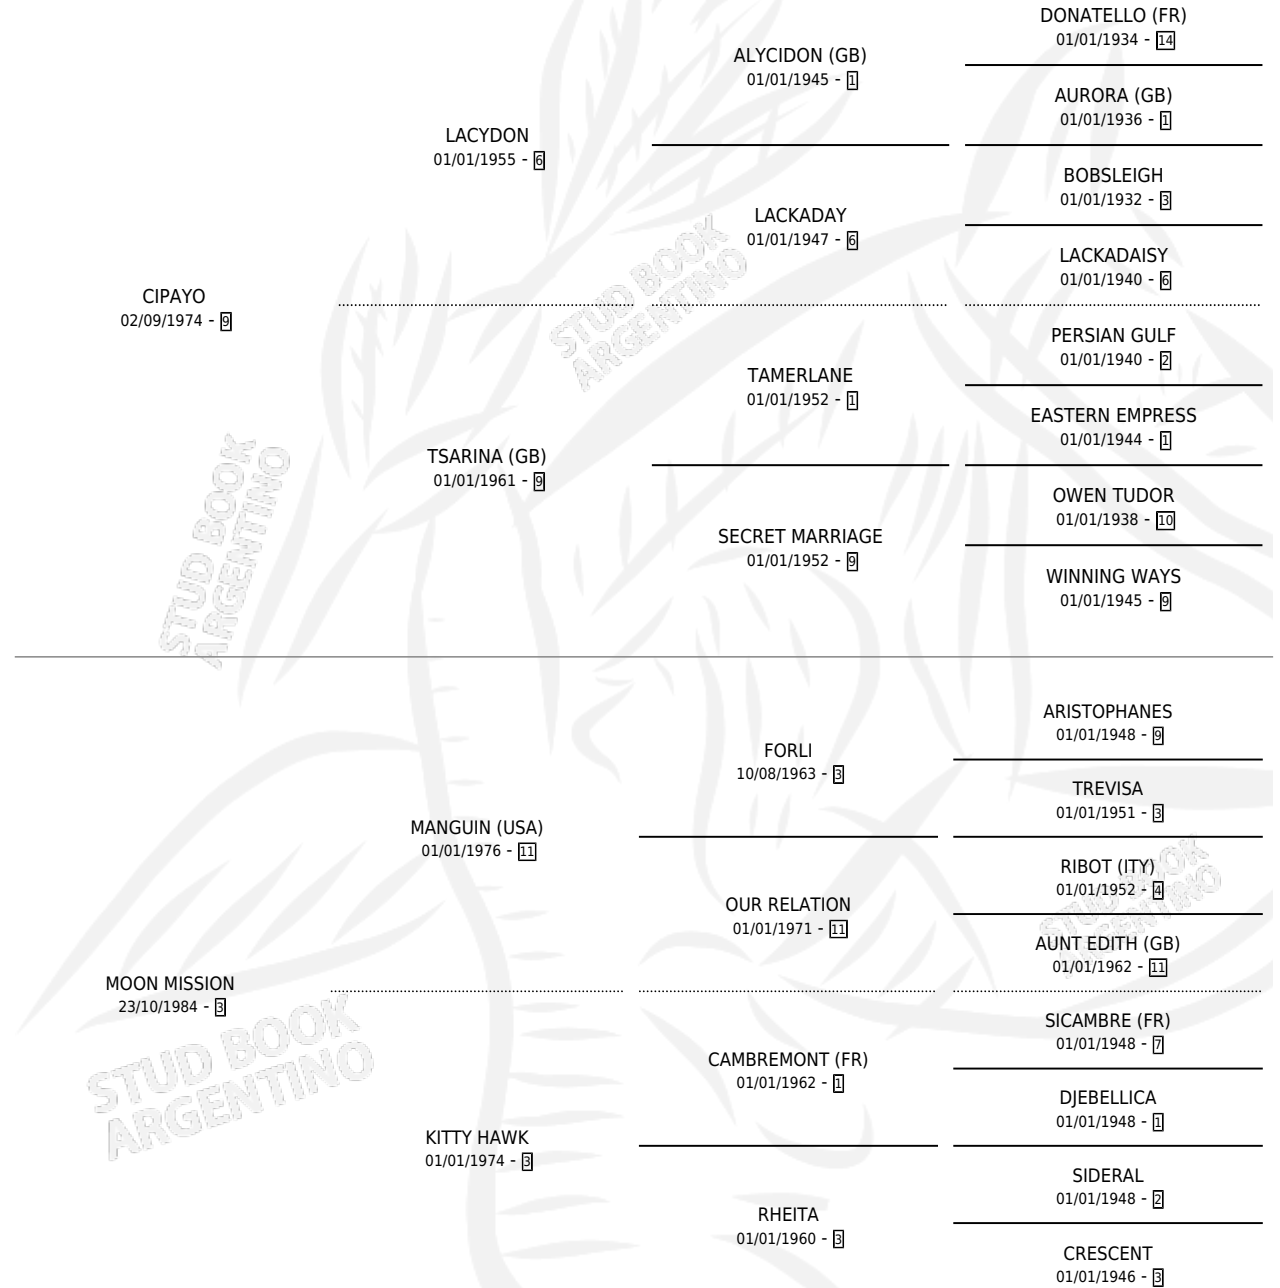 CIPAYO
02/09/1974 - 9
LACYDON
01/01/1955 - 6
TSARINA (GB)
01/01/1961 - 9
ALYCIDON (GB)
01/01/1945 - 1
LACKADAY
01/01/1947 - 6
TAMERLANE
01/01/1952 - 1
SECRET MARRIAGE
01/01/1952 - 9
DONATELLO (FR)
01/01/1934 - 14
AURORA (GB)
01/01/1936 - 1
BOBSLEIGH
01/01/1932 - 3
LACKADAISY
01/01/1940 - 6
PERSIAN GULF
01/01/1940 - 2
EASTERN EMPRESS
01/01/1944 - 1
OWEN TUDOR
01/01/1938 - 10
WINNING WAYS
01/01/1945 - 9
MOON MISSION
23/10/1984 - 3
MANGUIN (USA)
01/01/1976 - 11
KITTY HAWK
01/01/1974 - 3
FORLI
10/08/1963 - 3
OUR RELATION
01/01/1971 - 11
CAMBREMONT (FR)
01/01/1962 - 1
RHEITA
01/01/1960 - 3
ARISTOPHANES
01/01/1948 - 9
TREVISA
01/01/1951 - 3
RIBOT (ITY)
01/01/1952 - 4
AUNT EDITH (GB)
01/01/1962 - 11
SICAMBRE (FR)
01/01/1948 - 7
DJEBELLICA
01/01/1948 - 1
SIDERAL
01/01/1948 - 2
CRESCENT
01/01/1946 - 3
STUD BOOK
ARGENTINO
STUD BOOK
ARGENTINO
STUD BOOK
ARGENTINO
STUD BOOK
ARGENTINO